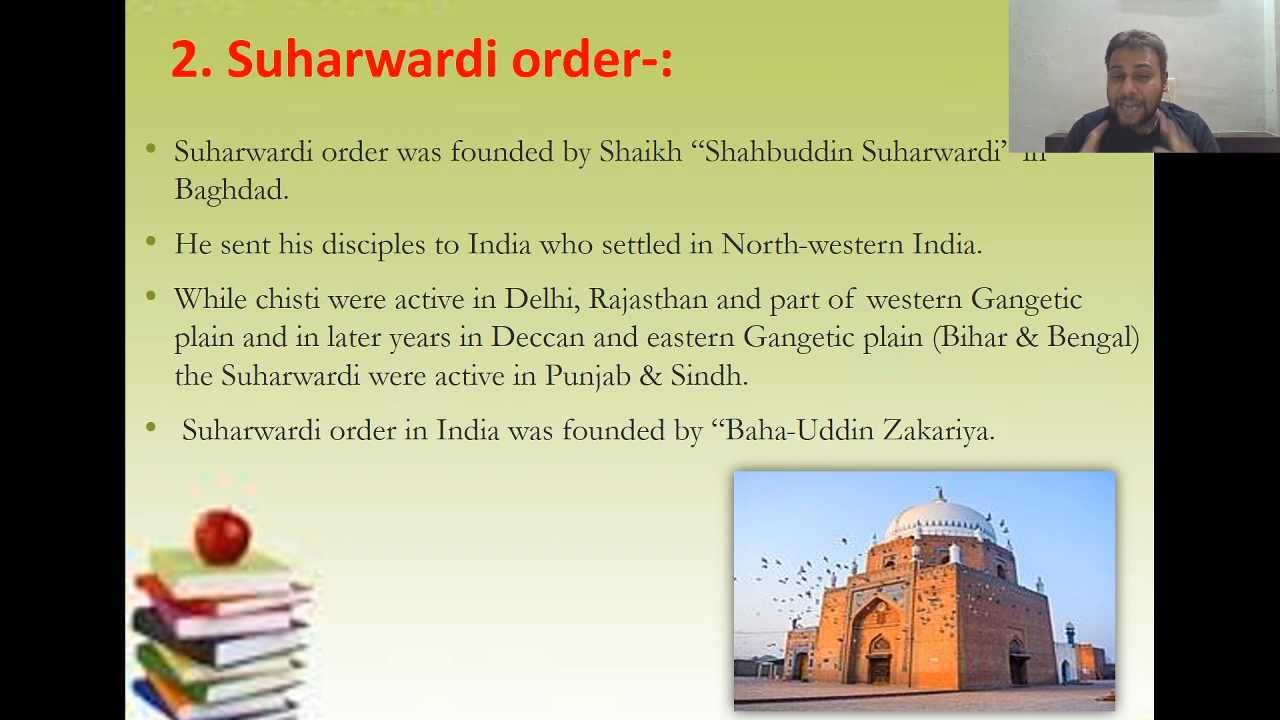 2. Suharwardi order-:
• Suharwardi order was founded by Shaikh “Shahbuddin Suharwardi” in
Baghdad.
• He sent his disciples to India who settled in North-western India.
• While chisti were active in Delhi, Rajasthan and part of western Gangetic
plain and in later years in Deccan and eastern Gangetic plain (Bihar & Bengal)
the Suharwardi were active in Punjab & Sindh.
• Suharwardi order in India was founded by “Baha-Uddin Zakariya.